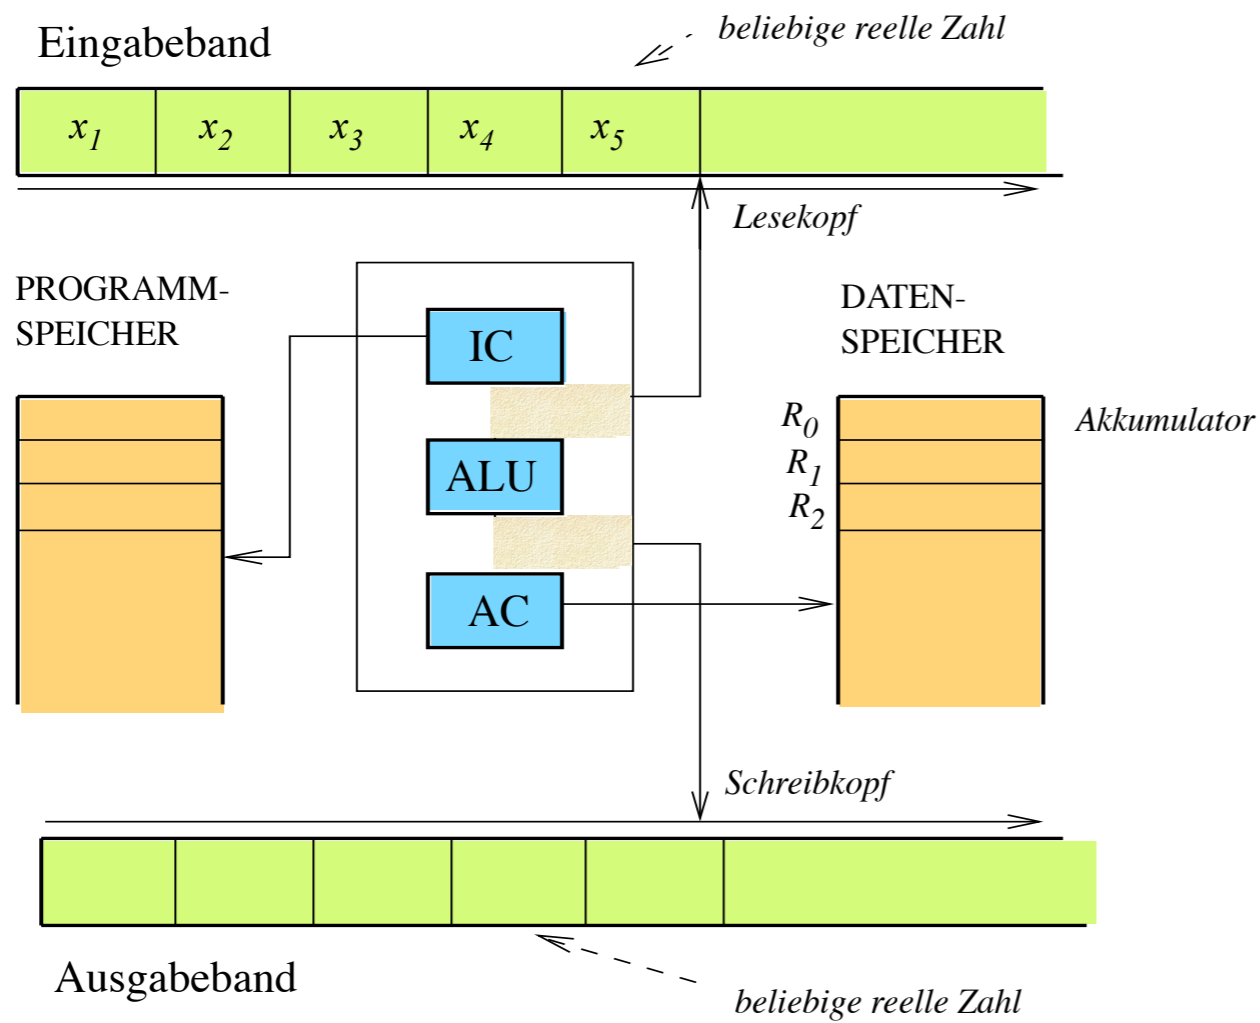 Eingabeband
beliebige reelle Zahl
x1 x2 x3 x4 x5
Lesekopf
PROGRAMM-
SPEICHER
DATEN-
SPEICHER
IC
ALU
AC
R0
R1
R2
Akkumulator
Schreibkopf
Ausgabeband
beliebige reelle Zahl